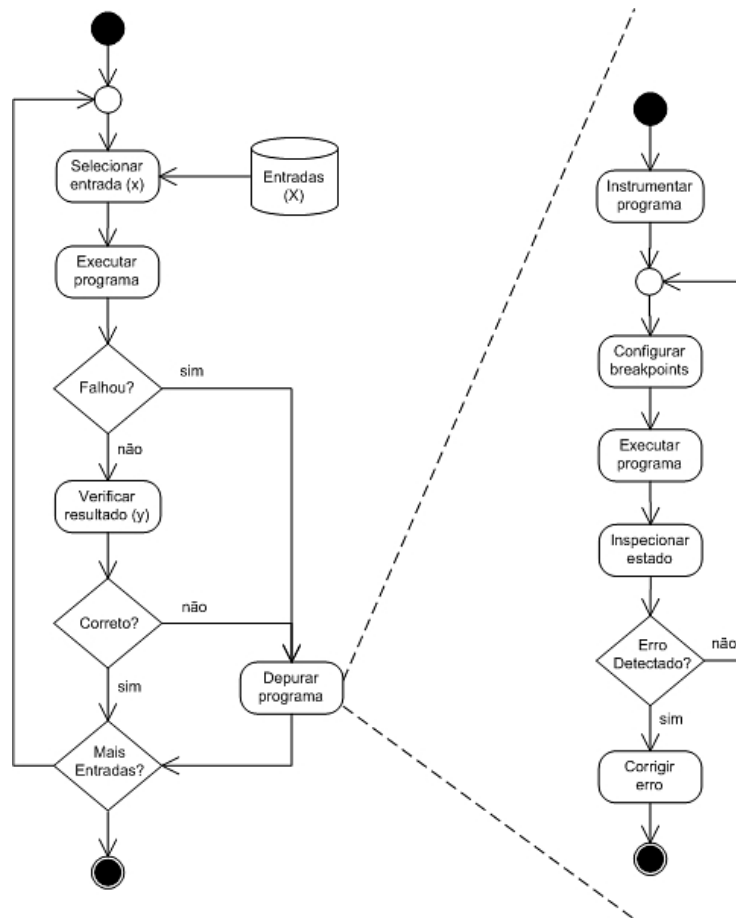 Selecionar
entrada (x)
Entradas
(X)
Executar
programa
Falhou?
sim
não
Verificar
resultado (y)
Correto?
não
sim
Depurar
programa
Mais
Entradas?
Instrumentar
programa
Configurar
breakpoints
Executar
programa
Inspecionar
estado
Erro
Detectado?
não
sim
Corrigir
erro